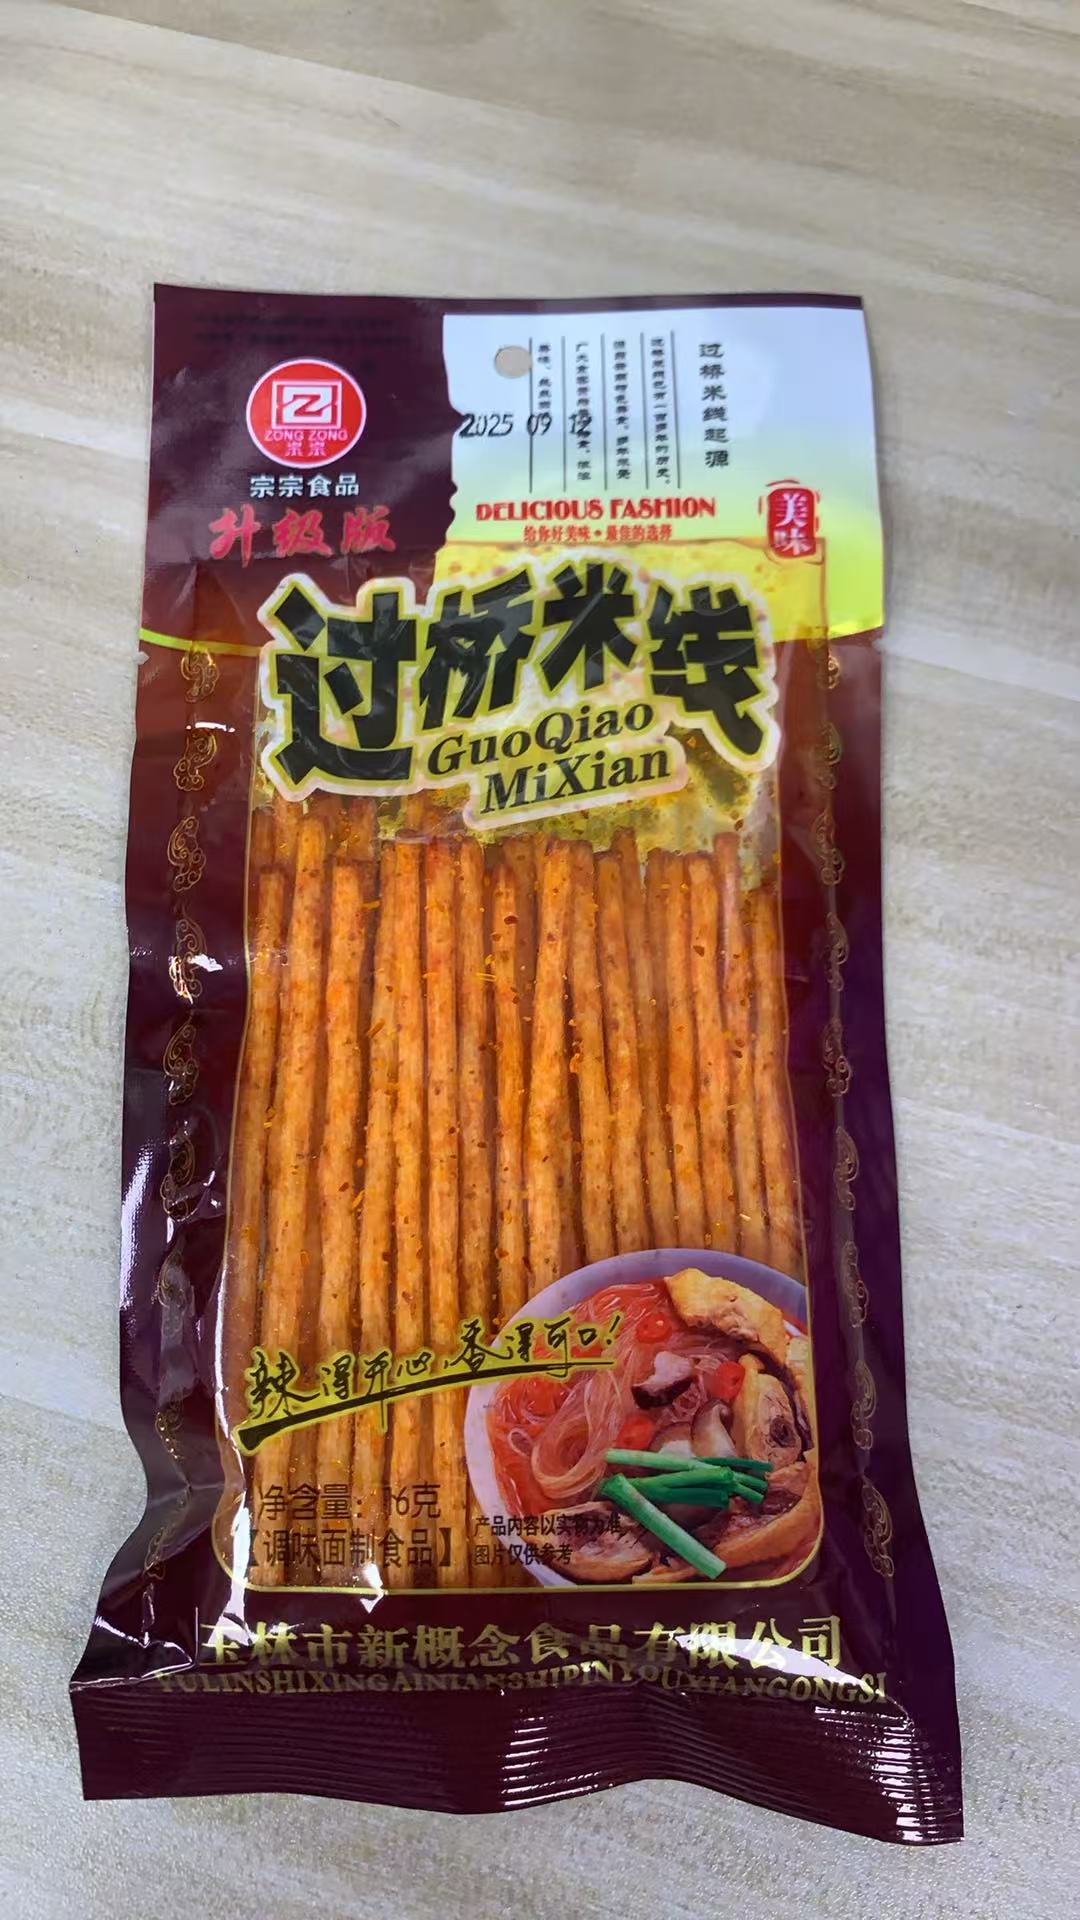 ZONG ZONG
宗宗
宗宗食品
升级版
过桥米线起源
2025 09 12
DELICIOUS FASHION
给你好美味·最佳的选择
美味
过桥米线
GuoQiao
MiXian
辣得开心,香得可口!
净含量：16克
【调味面制食品】
产品内容以实物为准
图片仅供参考
玉林市新概念食品有限公司